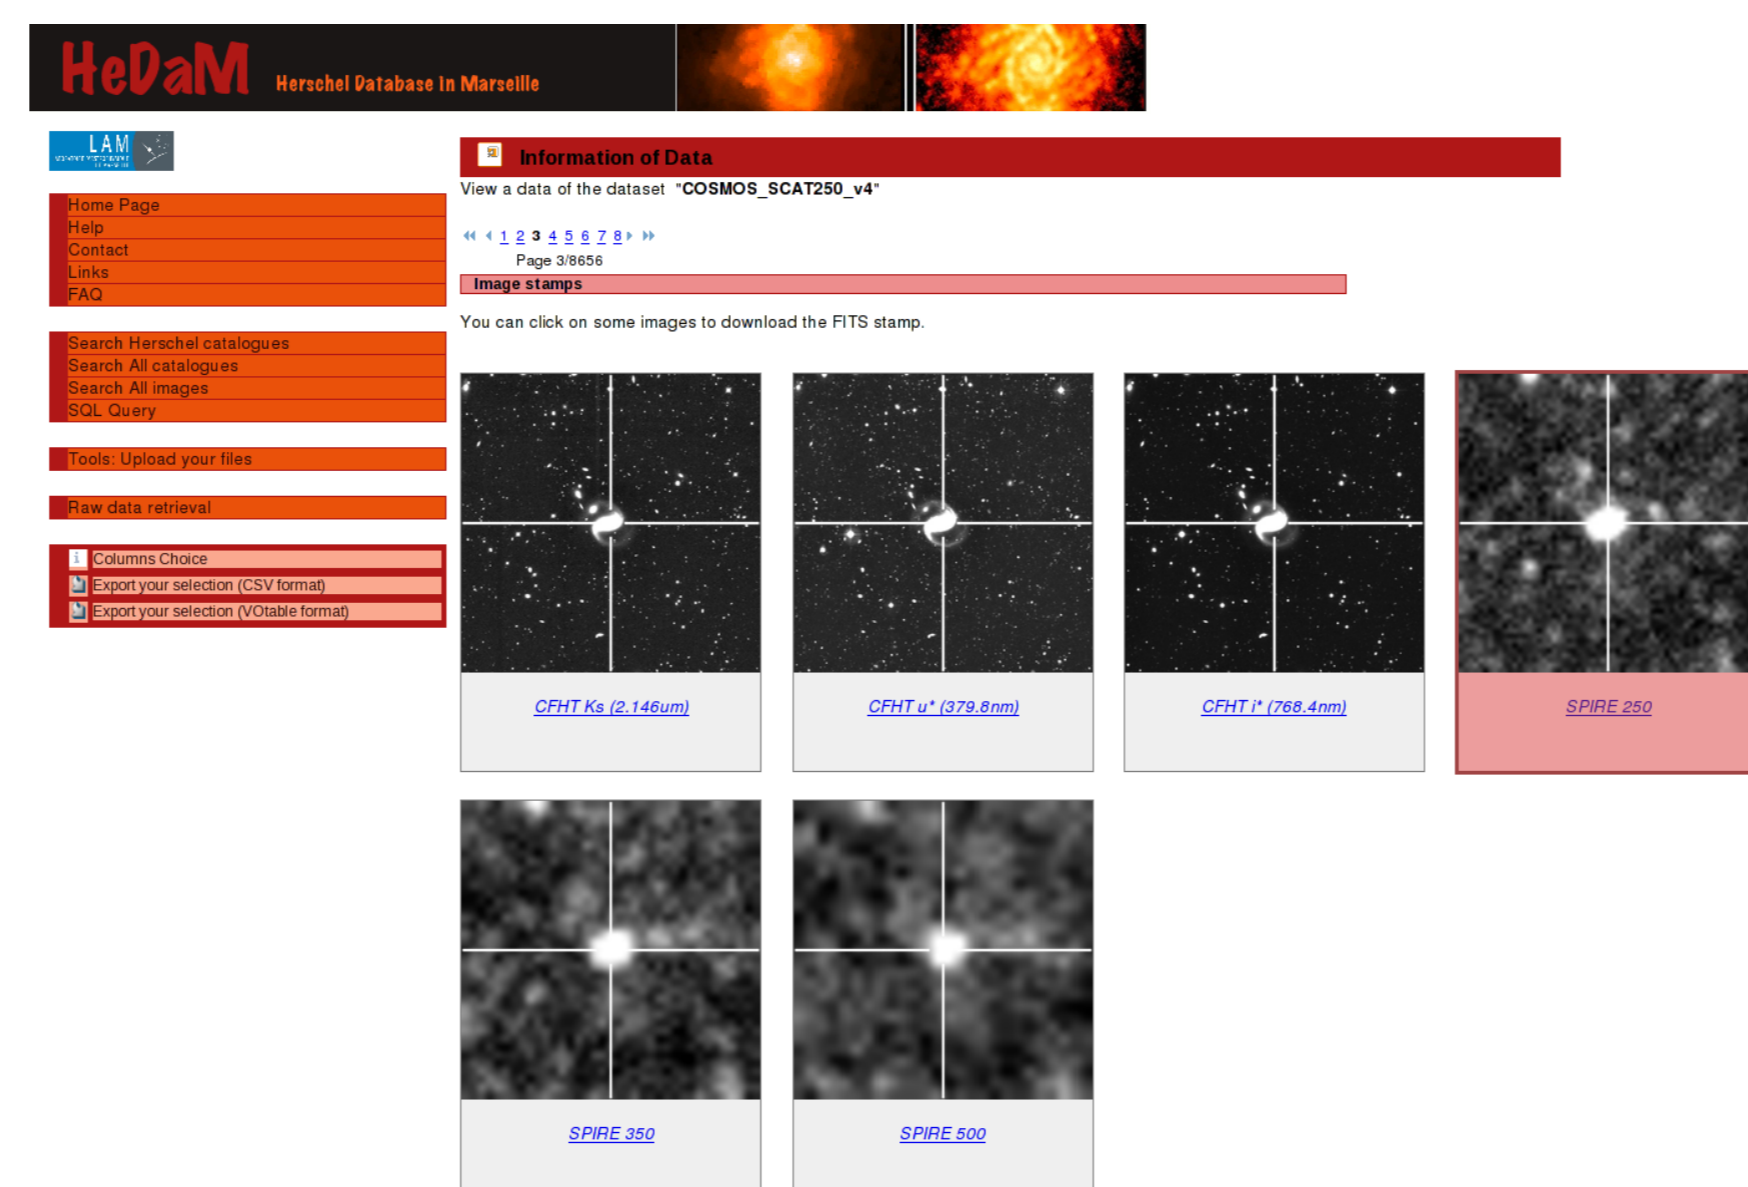 HeDaM Herschel Database in Marseille
LAM
Home Page
Help
Contact
Links
FAQ
Search Herschel catalogues
Search All catalogues
Search All images
SQL Query
Tools: Upload your files
Raw data retrieval
Columns Choice
Export your selection (CSV format)
Export your selection (VOtable format)
Information of Data
View a data of the dataset "COSMOS_SCAT250_v4"
1 2 3 4 5 6 7 8
Page 3/8656
Image stamps
You can click on some images to download the FITS stamp.
CFHT Ks (2.146um)
CFHT u* (379.8nm)
CFHT i* (768.4nm)
SPIRE 250
SPIRE 350
SPIRE 500